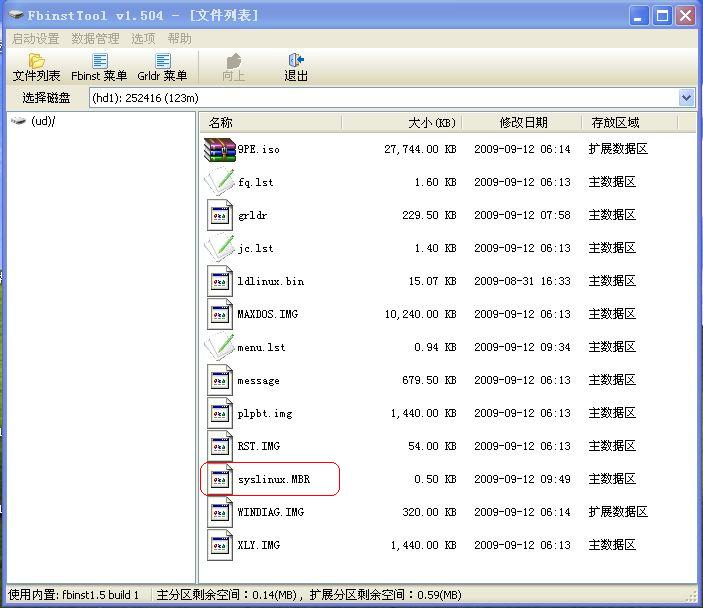 FbinstTool v1.504 - [文件列表]
启动设置 数据管理 选项 帮助
文件列表 Fbinst 菜单 Grldr 菜单 向上 退出
选择磁盘 (hd1): 252416 (123m)
(ud)/
名称 大小(KB) 修改日期 存放区域
9PE.iso 27,744.00 KB 2009-09-12 06:14 扩展数据区
fq.lst 1.60 KB 2009-09-12 06:13 主数据区
grldr 229.50 KB 2009-09-12 07:58 主数据区
jc.lst 1.40 KB 2009-09-12 06:13 主数据区
ldlinux.bin 15.07 KB 2009-08-31 16:33 主数据区
MAXDOS.IMG 10,240.00 KB 2009-09-12 06:13 主数据区
menu.lst 0.94 KB 2009-09-12 09:34 主数据区
message 679.50 KB 2009-09-12 06:13 主数据区
plpbt.img 1,440.00 KB 2009-09-12 06:13 主数据区
RST.IMG 54.00 KB 2009-09-12 06:13 主数据区
syslinux.MBR 0.50 KB 2009-09-12 09:49 主数据区
WINDIAG.IMG 320.00 KB 2009-09-12 06:14 扩展数据区
XLY.IMG 1,440.00 KB 2009-09-12 06:13 主数据区
使用内置: fbinst1.5 build 1 主分区剩余空间：0.14(MB)，扩展分区剩余空间：0.59(MB)